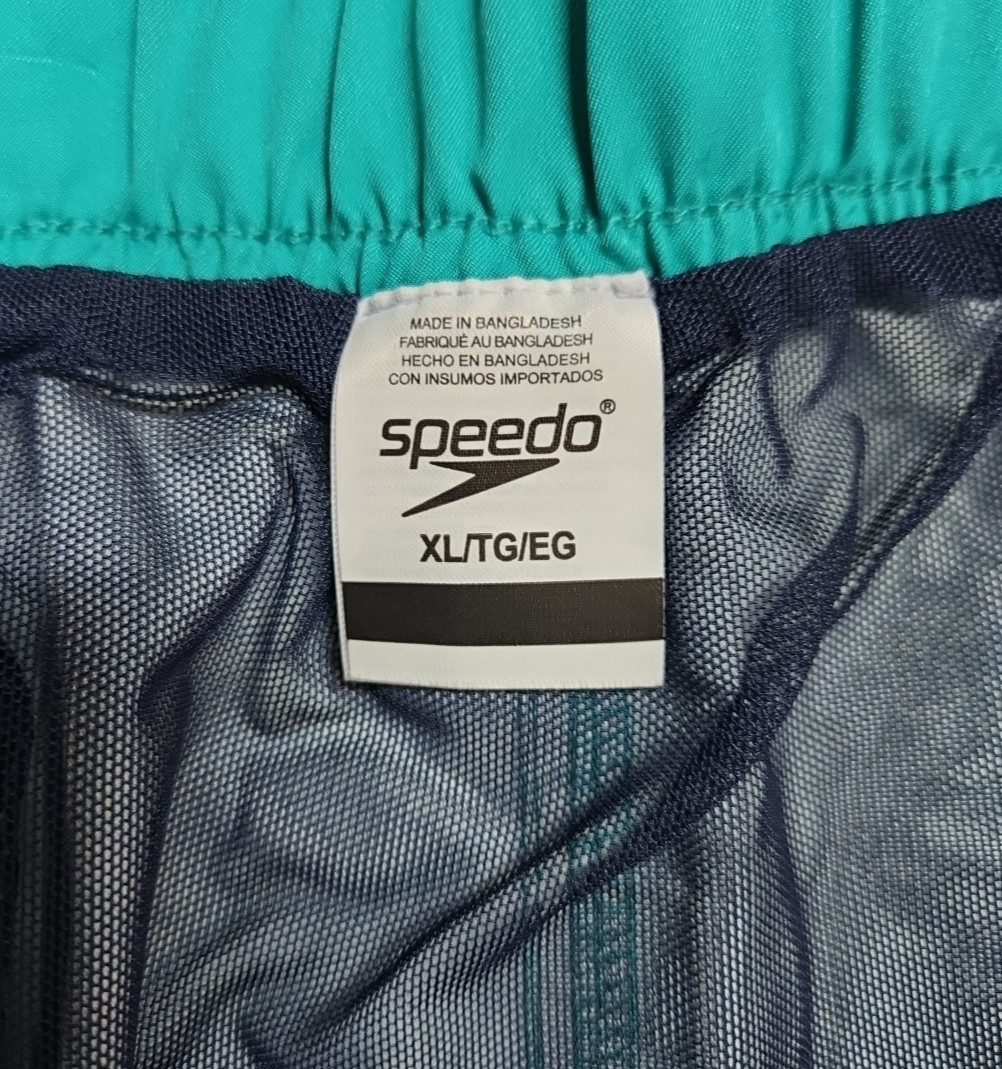 MADE IN BANGLADESH
FABRIQUÉ AU BANGLADESH
HECHO EN BANGLADESH
CON INSUMOS IMPORTADOS
speedo®
XL/TG/EG